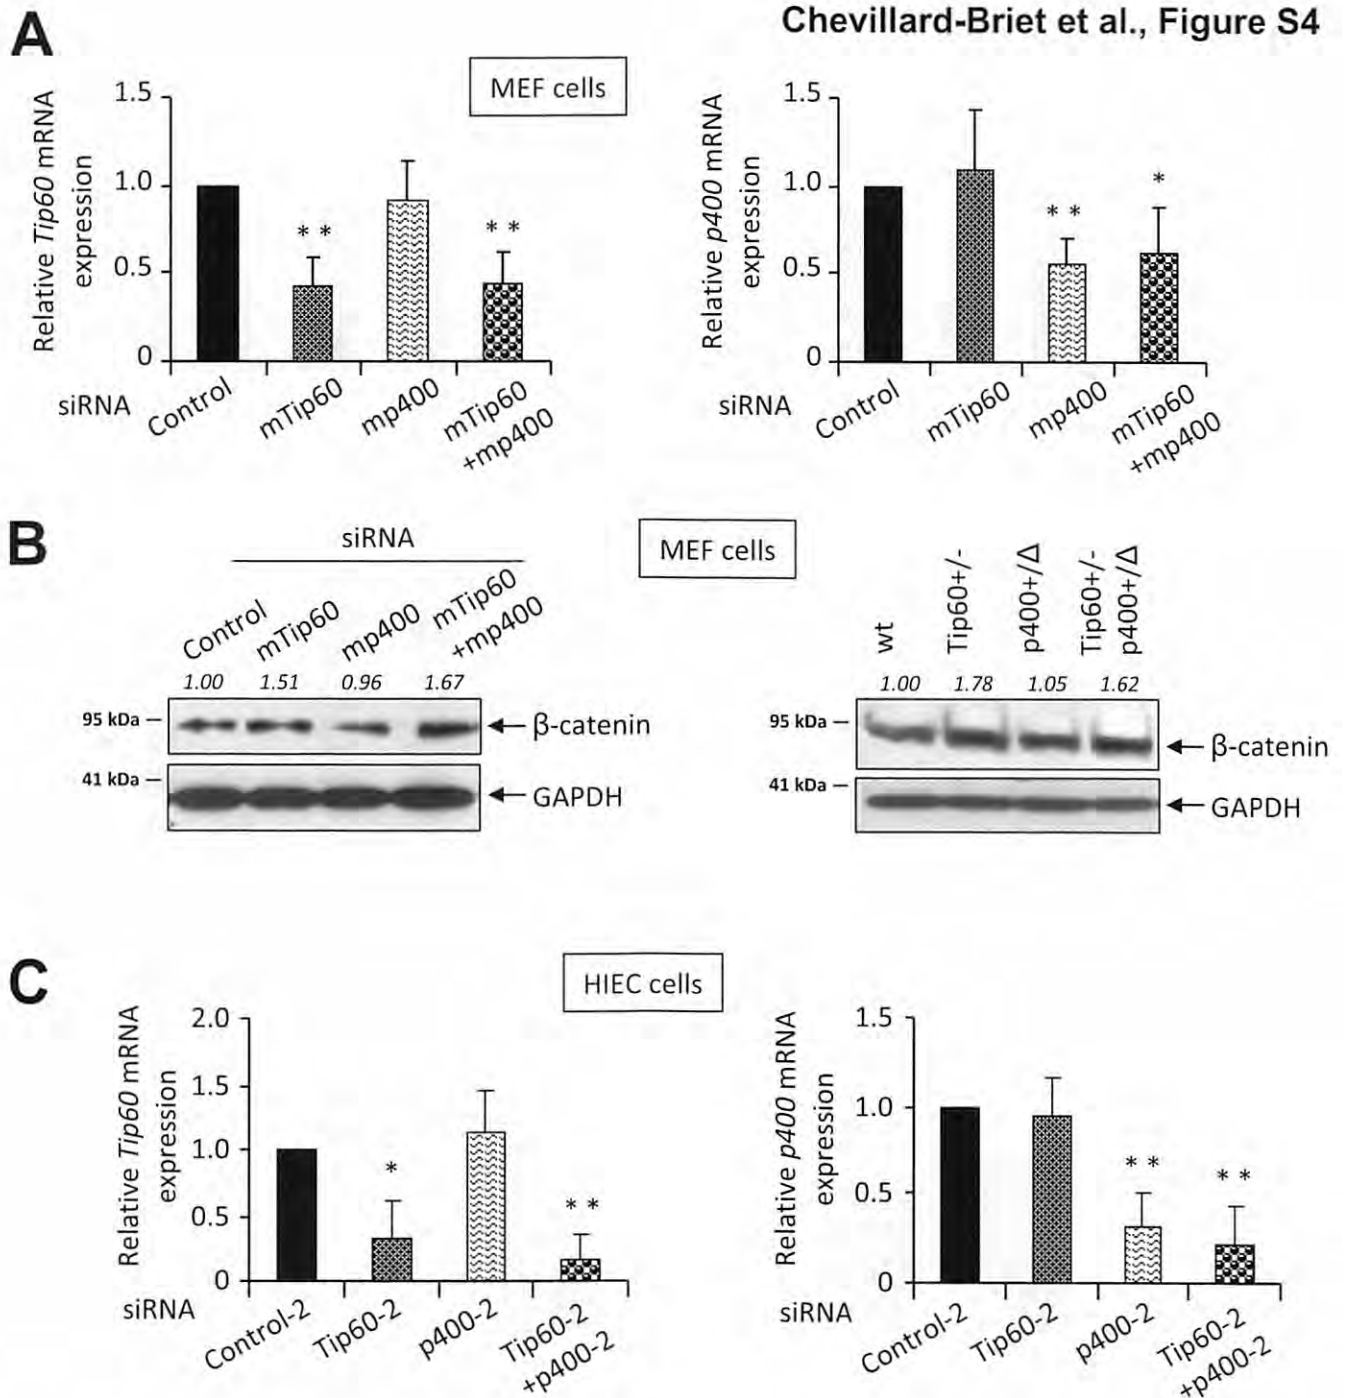 Chevillard-Briet et al., Figure S4
A
MEF cells
Relative Tip60 mRNA
expression
1.5
1.0
0.5
0
* *
* *
siRNA
Control
mTip60
mp400
mTip60
+mp400
Relative p400 mRNA
expression
1.5
1.0
0.5
0
* *
*
siRNA
Control
mTip60
mp400
mTip60
+mp400
B
siRNA
MEF cells
Control
mTip60
mp400
mTip60
+mp400
1.00 1.51 0.96 1.67
95 kDa
β-catenin
41 kDa
GAPDH
wt
Tip60+/-
p400+/Δ
Tip60+/-
p400+/Δ
1.00 1.78 1.05 1.62
95 kDa
β-catenin
41 kDa
GAPDH
C
HIEC cells
Relative Tip60 mRNA
expression
2.0
1.5
1.0
0.5
0
*
* *
siRNA
Control-2
Tip60-2
p400-2
Tip60-2
+p400-2
Relative p400 mRNA
expression
1.5
1.0
0.5
0
* *
* *
siRNA
Control-2
Tip60-2
p400-2
Tip60-2
+p400-2